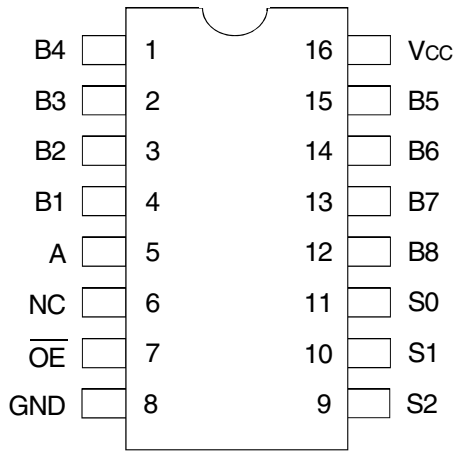 B4 1 16 Vcc
B3 2 15 B5
B2 3 14 B6
B1 4 13 B7
A 5 12 B8
NC 6 11 S0
O̅E̅ 7 10 S1
GND 8 9 S2